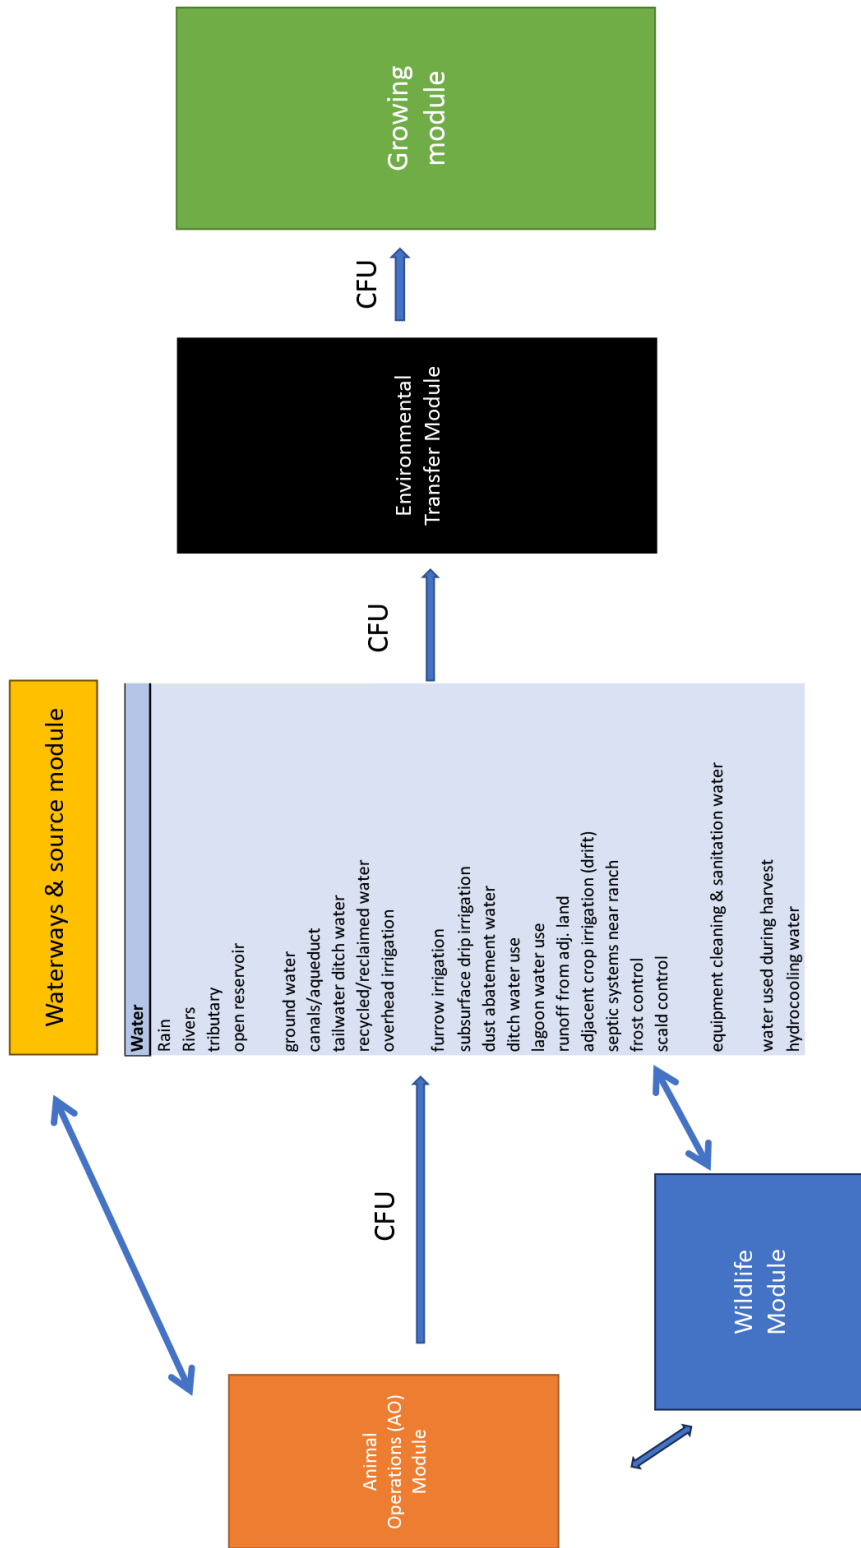 Waterways & source module
Water
Rain
Rivers
tributary
open reservoir
ground water
canals/aqueduct
tailwater ditch water
recycled/reclaimed water
overhead irrigation
furrow irrigation
subsurface drip irrigation
dust abatement water
ditch water use
lagoon water use
runoff from adj. land
adjacent crop irrigation (drift)
septic systems near ranch
frost control
scald control
equipment cleaning & sanitation water
water used during harvest
hydrocooling water
Animal
Operations (AO)
Module
CFU
Wildlife
Module
CFU
Environmental
Transfer Module
CFU
Growing
module